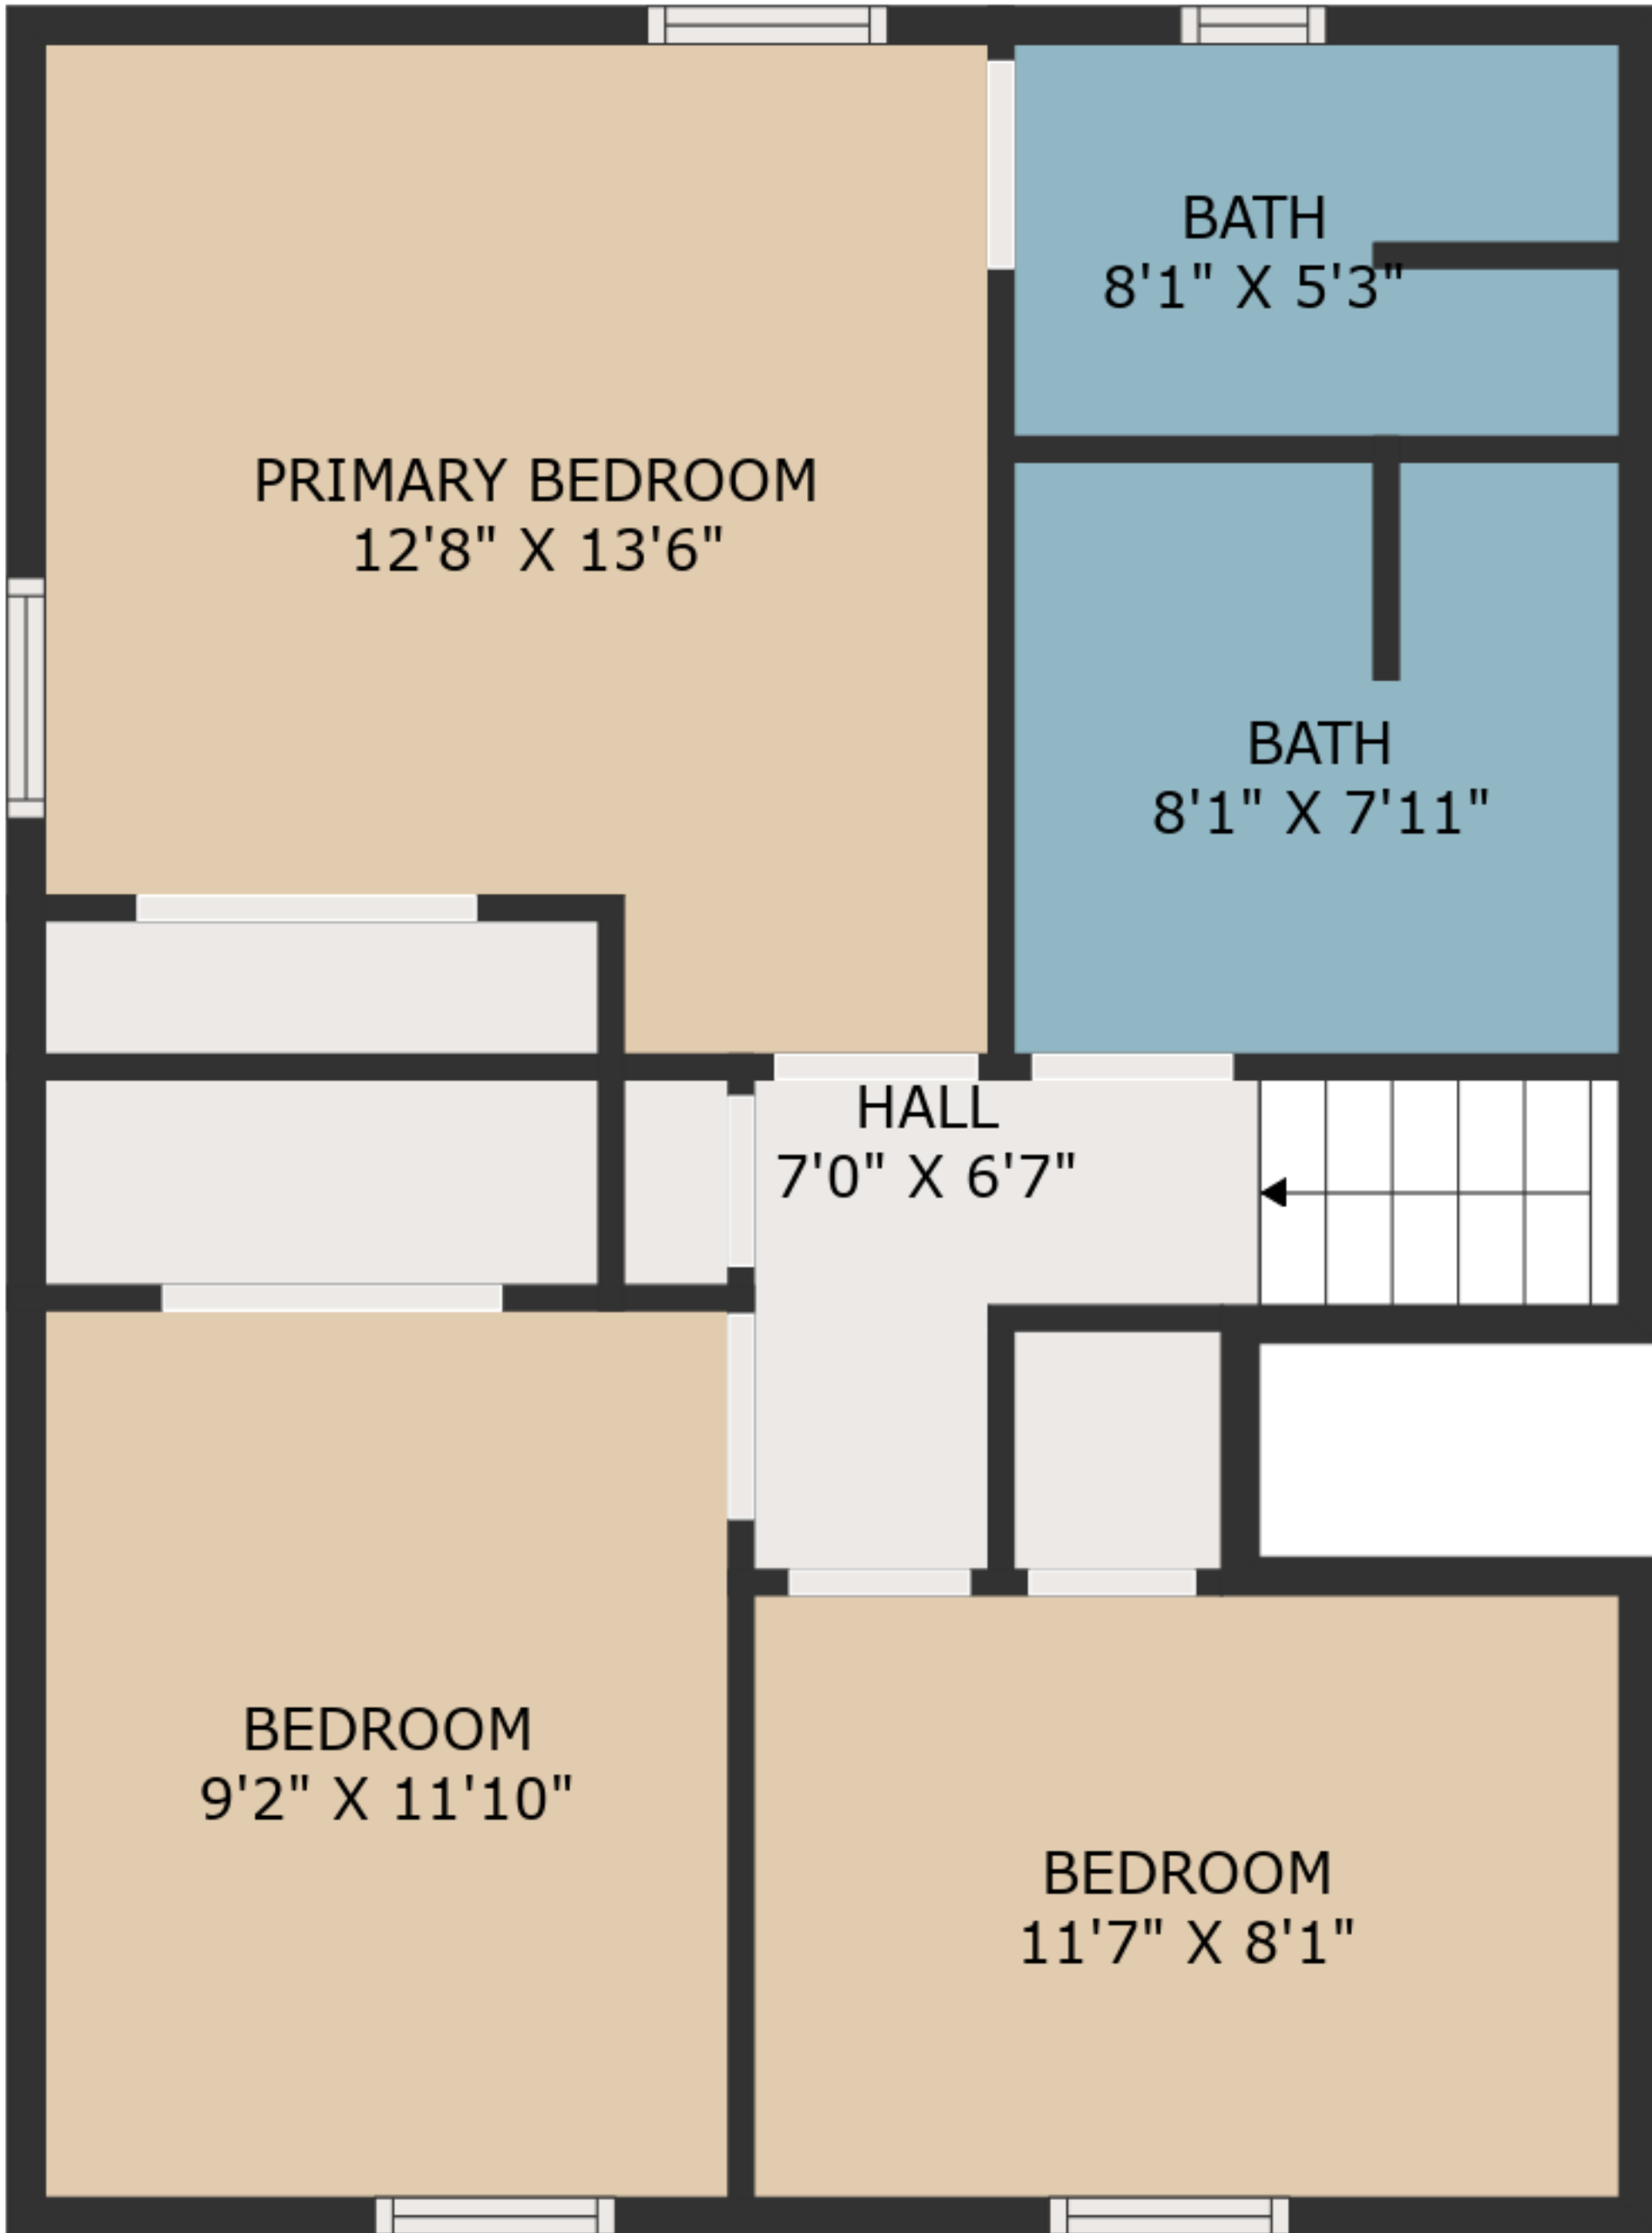 BATH
8'1" X 5'3"
PRIMARY BEDROOM
12'8" X 13'6"
BATH
8'1" X 7'11"
HALL
7'0" X 6'7"
BEDROOM
9'2" X 11'10"
BEDROOM
11'7" X 8'1"